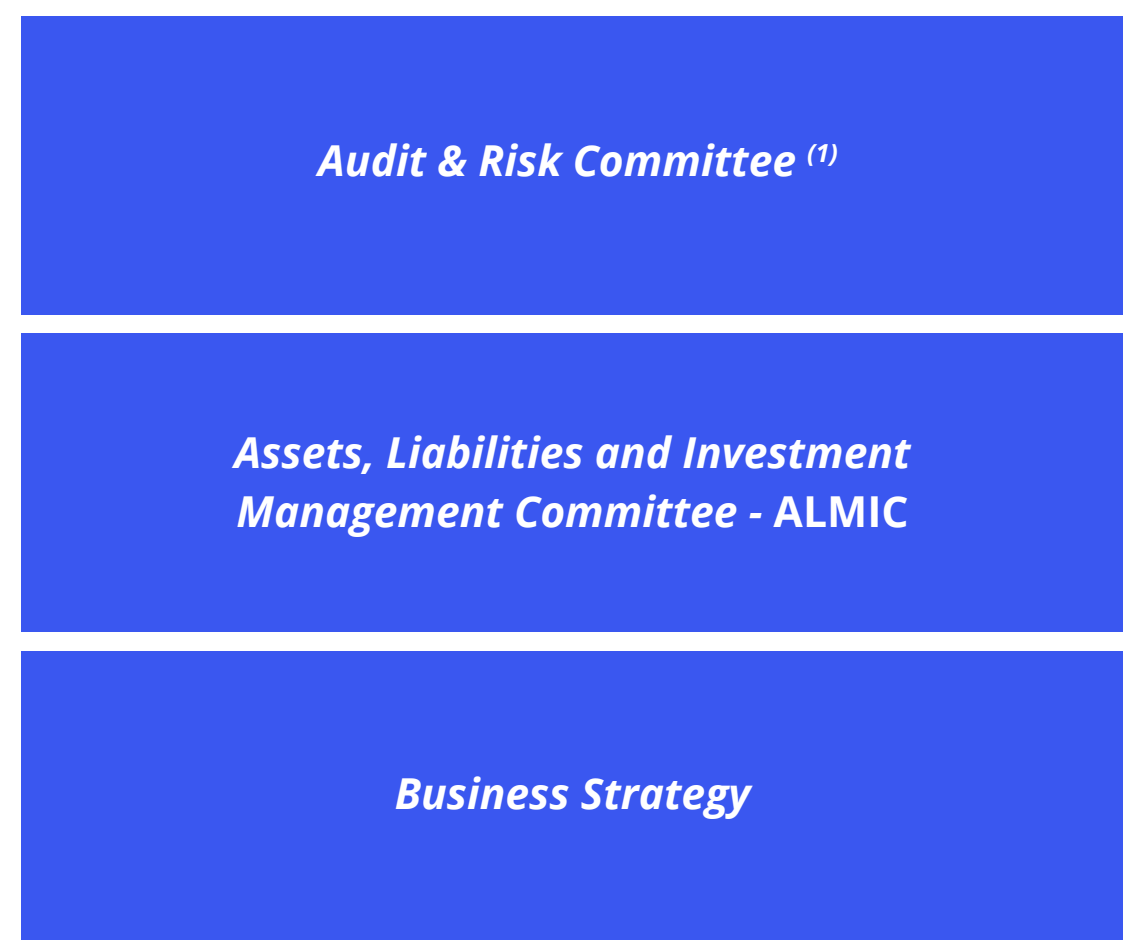 Audit & Risk Committee (1)
Assets, Liabilities and Investment
Management Committee - ALMIC
Business Strategy